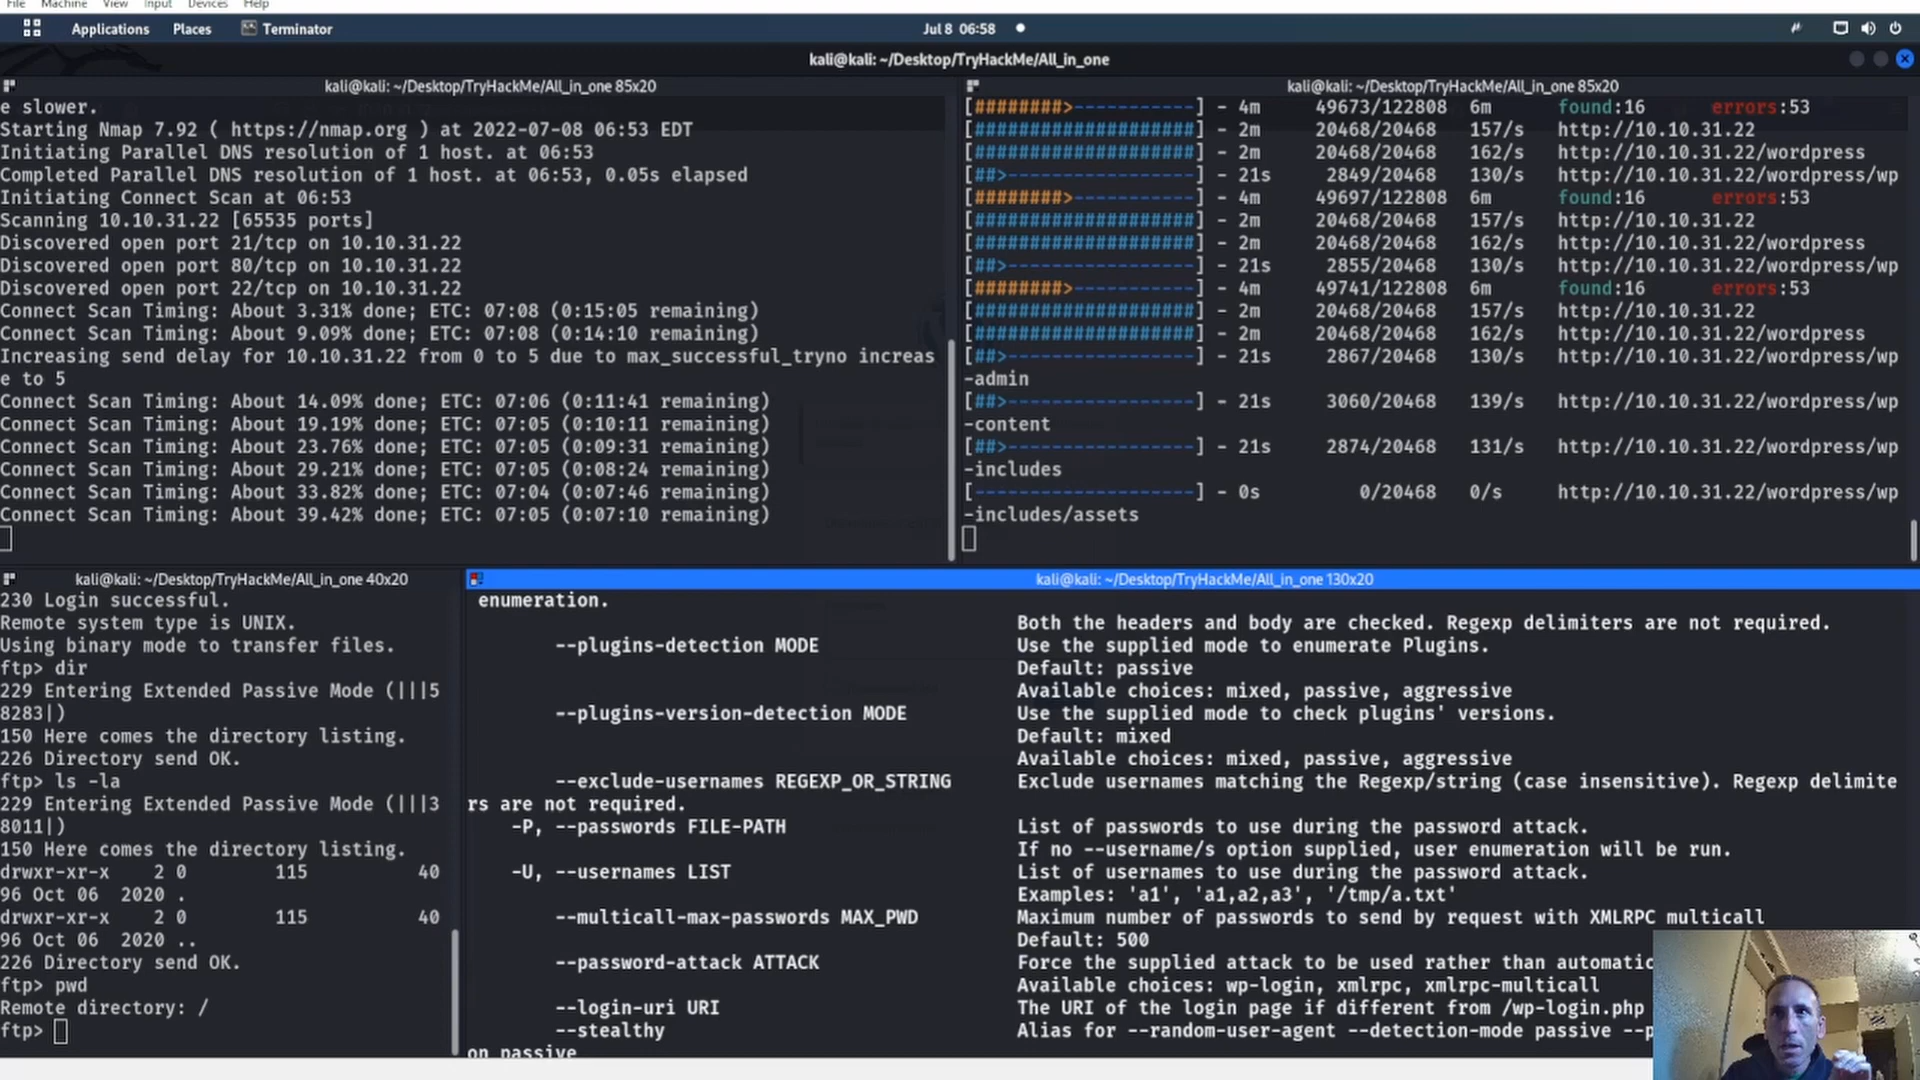 File Machine View Input Devices Help
Applications Places Terminator Jul 8 06:58
kali@kali: ~/Desktop/TryHackMe/All_in_one
kali@kali: ~/Desktop/TryHackMe/All_in_one 85x20
e slower.
Starting Nmap 7.92 ( https://nmap.org ) at 2022-07-08 06:53 EDT
Initiating Parallel DNS resolution of 1 host. at 06:53
Completed Parallel DNS resolution of 1 host. at 06:53, 0.05s elapsed
Initiating Connect Scan at 06:53
Scanning 10.10.31.22 [65535 ports]
Discovered open port 21/tcp on 10.10.31.22
Discovered open port 80/tcp on 10.10.31.22
Discovered open port 22/tcp on 10.10.31.22
Connect Scan Timing: About 3.31% done; ETC: 07:08 (0:15:05 remaining)
Connect Scan Timing: About 9.09% done; ETC: 07:08 (0:14:10 remaining)
Increasing send delay for 10.10.31.22 from 0 to 5 due to max_successful_tryno increas
e to 5
Connect Scan Timing: About 14.09% done; ETC: 07:06 (0:11:41 remaining)
Connect Scan Timing: About 19.19% done; ETC: 07:05 (0:10:11 remaining)
Connect Scan Timing: About 23.76% done; ETC: 07:05 (0:09:31 remaining)
Connect Scan Timing: About 29.21% done; ETC: 07:05 (0:08:24 remaining)
Connect Scan Timing: About 33.82% done; ETC: 07:04 (0:07:46 remaining)
Connect Scan Timing: About 39.42% done; ETC: 07:05 (0:07:10 remaining)
kali@kali: ~/Desktop/TryHackMe/All_in_one 85x20
[########>-----------] - 4m 49673/122808 6m found:16 errors:53
[####################] - 2m 20468/20468 157/s http://10.10.31.22
[####################] - 2m 20468/20468 162/s http://10.10.31.22/wordpress
[##>-----------------] - 21s 2849/20468 130/s http://10.10.31.22/wordpress/wp
[########>-----------] - 4m 49697/122808 6m found:16 errors:53
[####################] - 2m 20468/20468 157/s http://10.10.31.22
[####################] - 2m 20468/20468 162/s http://10.10.31.22/wordpress
[##>-----------------] - 21s 2855/20468 130/s http://10.10.31.22/wordpress/wp
[########>-----------] - 4m 49741/122808 6m found:16 errors:53
[####################] - 2m 20468/20468 157/s http://10.10.31.22
[####################] - 2m 20468/20468 162/s http://10.10.31.22/wordpress
[##>-----------------] - 21s 2867/20468 130/s http://10.10.31.22/wordpress/wp
-admin
[##>-----------------] - 21s 3060/20468 139/s http://10.10.31.22/wordpress/wp
-content
[##>-----------------] - 21s 2874/20468 131/s http://10.10.31.22/wordpress/wp
-includes
[--------------------] - 0s 0/20468 0/s http://10.10.31.22/wordpress/wp
-includes/assets
kali@kali: ~/Desktop/TryHackMe/All_in_one 40x20
230 Login successful.
Remote system type is UNIX.
Using binary mode to transfer files.
ftp> dir
229 Entering Extended Passive Mode (|||5
8283|)
150 Here comes the directory listing.
226 Directory send OK.
ftp> ls -la
229 Entering Extended Passive Mode (|||3
8011|)
150 Here comes the directory listing.
drwxr-xr-x 2 0 115 40
96 Oct 06 2020 .
drwxr-xr-x 2 0 115 40
96 Oct 06 2020 ..
226 Directory send OK.
ftp> pwd
Remote directory: /
ftp>
kali@kali: ~/Desktop/TryHackMe/All_in_one 130x20
enumeration.
Both the headers and body are checked. Regexp delimiters are not required.
--plugins-detection MODE Use the supplied mode to enumerate Plugins.
Default: passive
Available choices: mixed, passive, aggressive
--plugins-version-detection MODE Use the supplied mode to check plugins' versions.
Default: mixed
Available choices: mixed, passive, aggressive
--exclude-usernames REGEXP_OR_STRING Exclude usernames matching the Regexp/string (case insensitive). Regexp delimite
rs are not required.
-P, --passwords FILE-PATH List of passwords to use during the password attack.
If no --username/s option supplied, user enumeration will be run.
-U, --usernames LIST List of usernames to use during the password attack.
Examples: 'a1', 'a1,a2,a3', '/tmp/a.txt'
--multicall-max-passwords MAX_PWD Maximum number of passwords to send by request with XMLRPC multicall
Default: 500
--password-attack ATTACK Force the supplied attack to be used rather than automatic
Available choices: wp-login, xmlrpc, xmlrpc-multicall
--login-uri URI The URI of the login page if different from /wp-login.php
--stealthy Alias for --random-user-agent --detection-mode passive --p
on passive